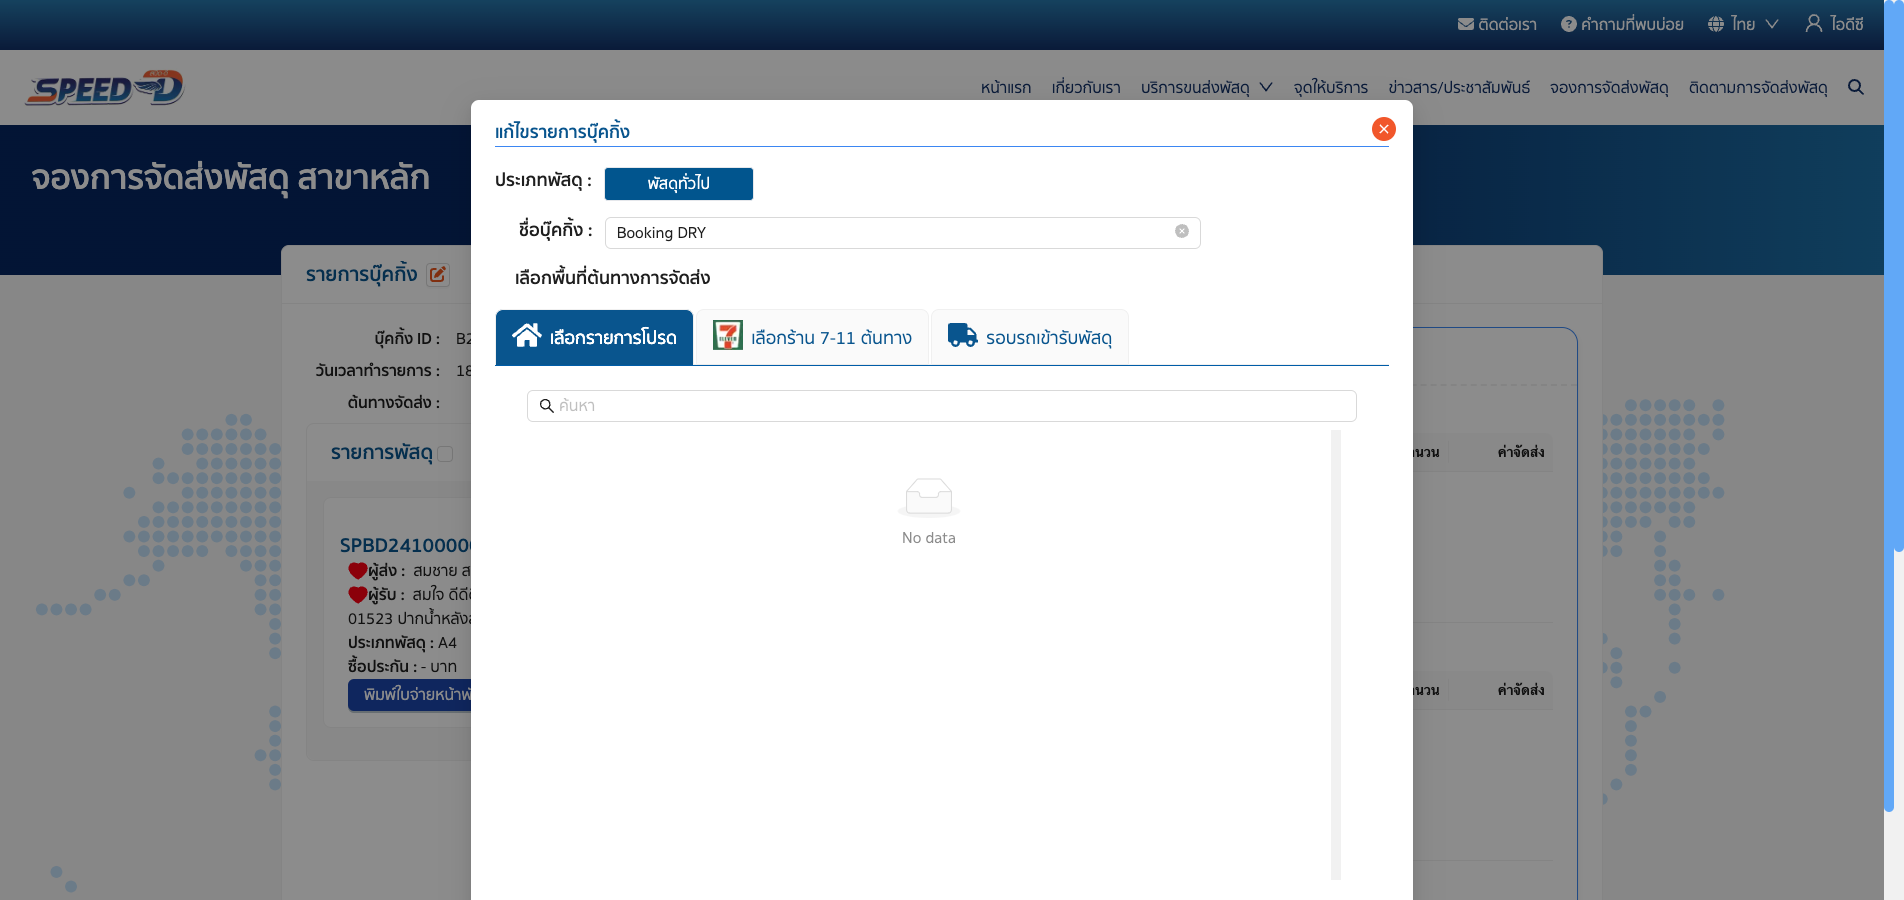 ติดต่อเรา คำถามที่พบบ่อย ไทย ไอดีซี
SPEED D
หน้าแรก เกี่ยวกับเรา บริการขนส่งพัสดุ จุดให้บริการ ข่าวสาร/ประชาสัมพันธ์ จองการจัดส่งพัสดุ ติดตามการจัดส่งพัสดุ
จองการจัดส่งพัสดุ สาขาหลัก
แก้ไขรายการบุ๊คกิ้ง
ประเภทพัสดุ : พัสดุทั่วไป
ชื่อบุ๊คกิ้ง : Booking DRY
เลือกพื้นที่ต้นทางการจัดส่ง
เลือกรายการโปรด เลือกร้าน 7-11 ต้นทาง รอบรถเข้ารับพัสดุ
ค้นหา
No data
รายการบุ๊คกิ้ง
บุ๊คกิ้ง ID :
วันเวลาทำรายการ : 18
ต้นทางจัดส่ง :
รายการพัสดุ
SPBD2410000
ผู้ส่ง : สมชาย
ผู้รับ : สมใจ
01523 ปากน้ำหลัง
ประเภทพัสดุ : A4
ซื้อประกัน : - บาท
พิมพ์ใบจ่ายหน้า
ค่าจัดส่ง
ค่าจัดส่ง